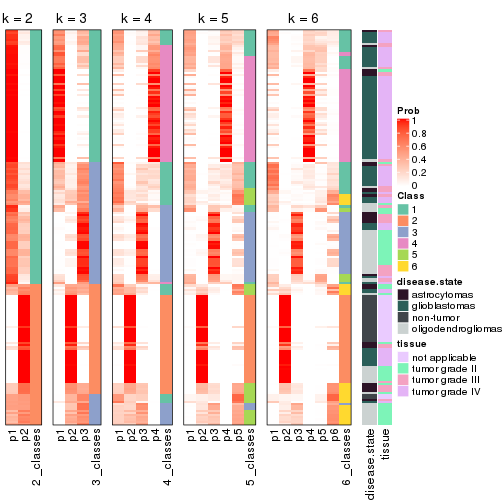 k = 2
k = 3
k = 4
k = 5
k = 6
p1
p2
2_classes
p1
p2
p3
3_classes
p1
p2
p3
p4
4_classes
p1
p2
p3
p4
p5
5_classes
p1
p2
p3
p4
p5
p6
6_classes
disease.state
tissue
Prob
1
0.8
0.6
0.4
0.2
0
Class
1
2
3
4
5
6
disease.state
astrocytomas
glioblastomas
non-tumor
oligodendrogliomas
tissue
not applicable
tumor grade II
tumor grade III
tumor grade IV